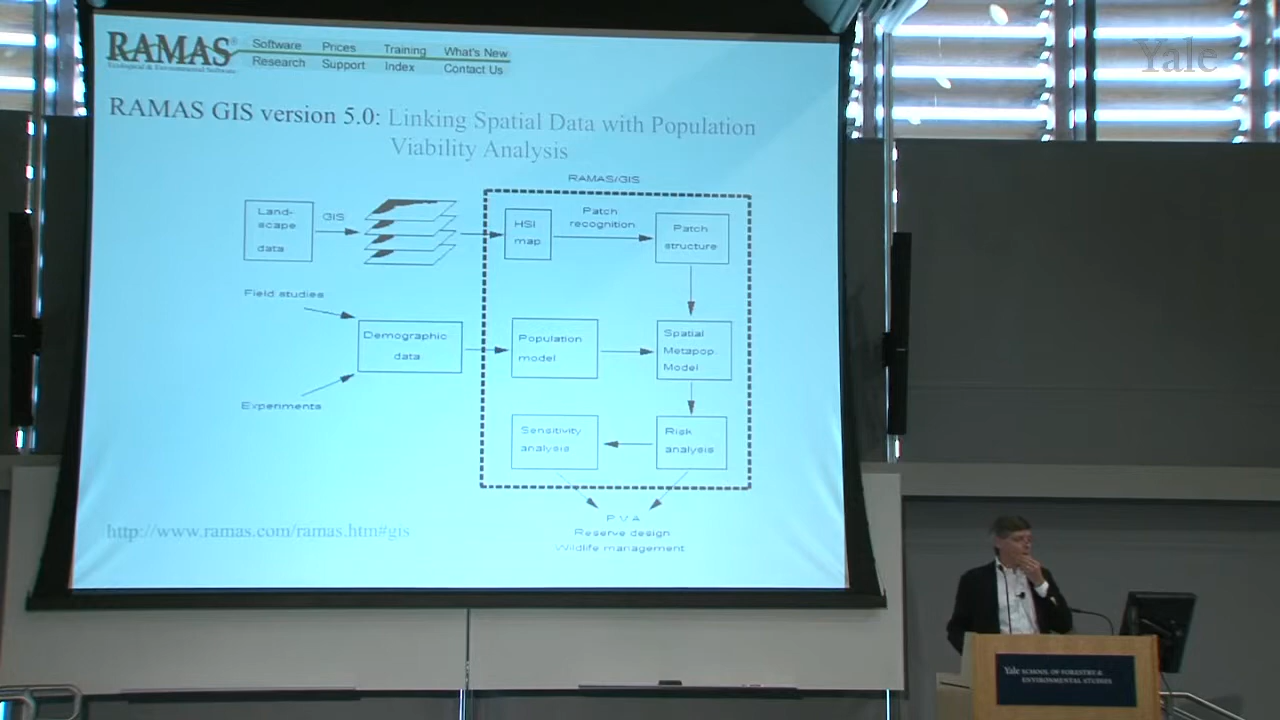 RAMAS®
Ecological & Environmental Software
Software Prices Training What's New
Research Support Index Contact Us
Yale
RAMAS GIS version 5.0: Linking Spatial Data with Population
Viability Analysis
RAMAS/GIS
Land-
scape
data
GIS
HSI
map
Patch
recognition
Patch
structure
Field studies
Demographic
data
Experiments
Population
model
Spatial
Metapop.
Model
Sensitivity
analysis
Risk
analysis
P V A
Reserve design
Wildlife management
http://www.ramas.com/ramas.htm#gis
Yale SCHOOL OF FORESTRY &
ENVIRONMENTAL STUDIES